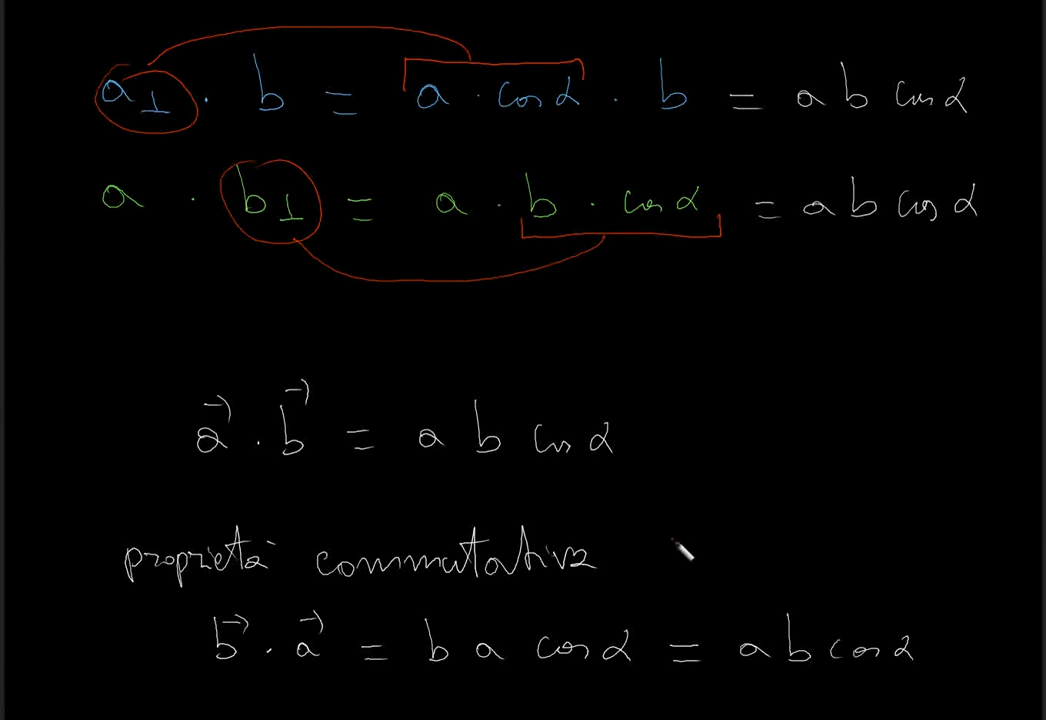 a⊥ · b = a · cos α · b = a b cos α
a · b⊥ = a · b · cos α = a b cos α
a⃗ · b⃗ = a b cos α
proprietà commutativa
b⃗ · a⃗ = b a cos α = a b cos α